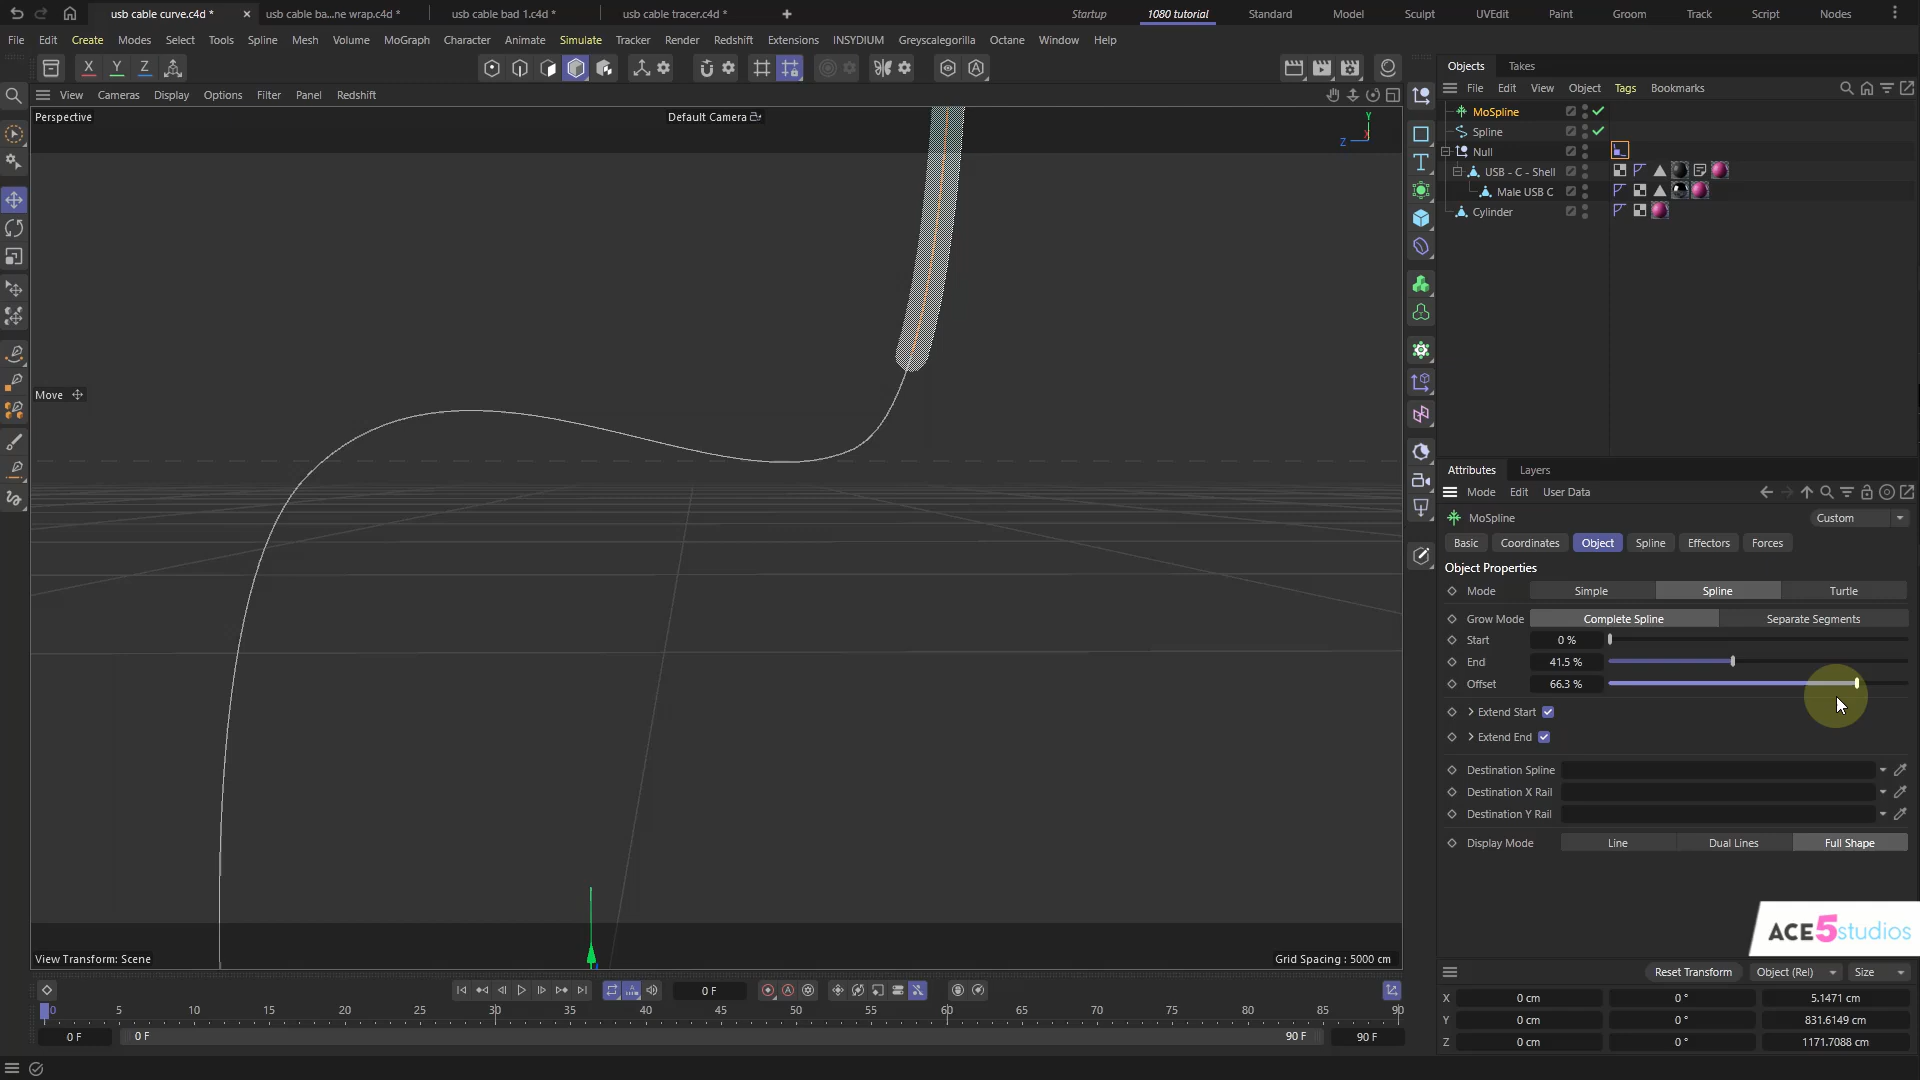 usb cable curve.c4d * usb cable ba...ne wrap.c4d * usb cable bad 1.c4d * usb cable tracer.c4d * Startup 1080 tutorial Standard Model Sculpt UVEdit Paint Groom Track Script Nodes
File Edit Create Modes Select Tools Spline Mesh Volume MoGraph Character Animate Simulate Tracker Render Redshift Extensions INSYDIUM Greyscalegorilla Octane Window Help
X Y Z
View Cameras Display Options Filter Panel Redshift
Perspective
Default Camera
Y
X
Z
Move
View Transform: Scene
Grid Spacing : 5000 cm
Objects Takes
File Edit View Object Tags Bookmarks
MoSpline
Spline
Null
USB - C - Shell
Male USB C
Cylinder
Attributes Layers
Mode Edit User Data
MoSpline Custom
Basic Coordinates Object Spline Effectors Forces
Object Properties
Mode Simple Spline Turtle
Grow Mode Complete Spline Separate Segments
Start 0 %
End 41.5 %
Offset 66.3 %
Extend Start
Extend End
Destination Spline
Destination X Rail
Destination Y Rail
Display Mode Line Dual Lines Full Shape
ACE5studios
Reset Transform Object (Rel) Size
X 0 cm 0 ° 5.1471 cm
Y 0 cm 0 ° 831.6149 cm
Z 0 cm 0 ° 1171.7088 cm
0 F
0 5 10 15 20 25 30 35 40 45 50 55 60 65 70 75 80 85 90
0 F 0 F 90 F 90 F